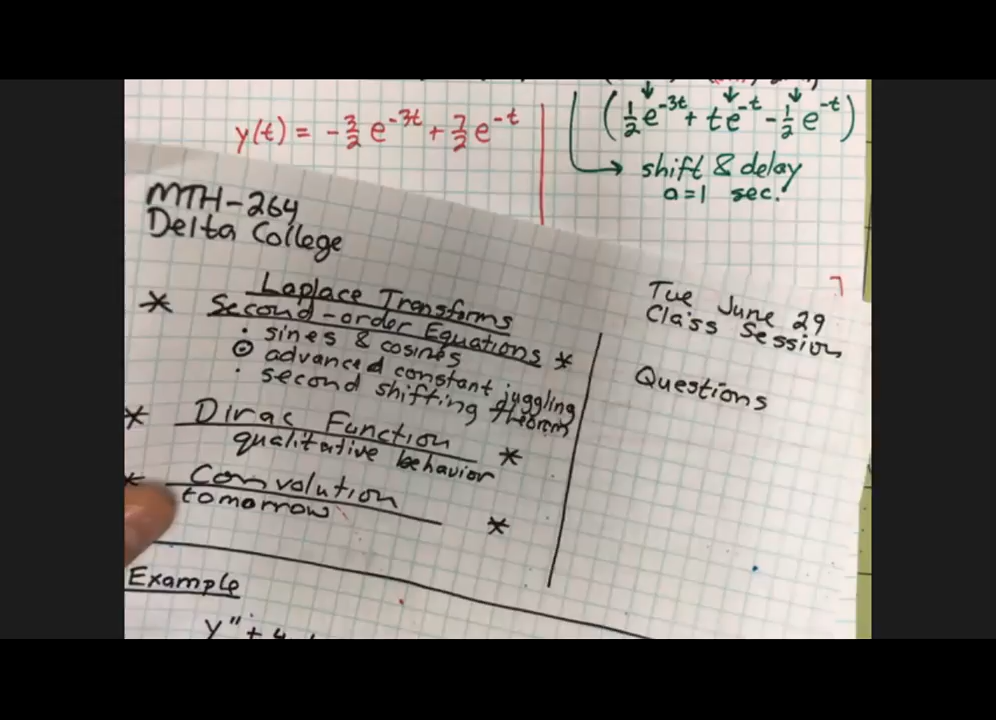 y(t) = -3/2 e^-3t + 7/2 e^-t
(1/2 e^-3t + te^-t - 1/2 e^-t)
→ shift & delay
a=1 sec.
MTH-264
Delta College
7
Tue June 29
Class Session
Questions
* Laplace Transforms
Second-order Equations *
• sines & cosines
⊙ advanced constant juggling
• second shifting theorem
* Dirac Function
qualitative behavior *
* Convolution
tomorrow *
Example
y" + 4